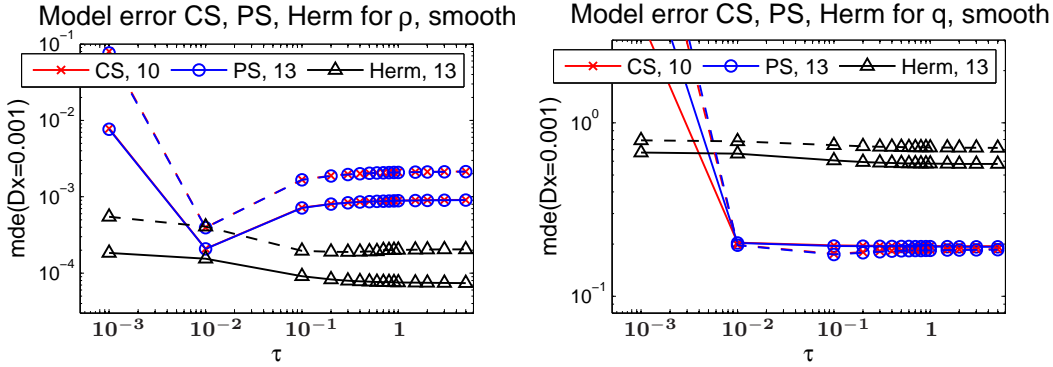 Model error CS, PS, Herm for ρ, smooth
CS, 10 PS, 13 Herm, 13
mde(Dx=0.001)
10⁻¹
10⁻²
10⁻³
10⁻⁴
10⁻³ 10⁻² 10⁻¹ 1
τ
Model error CS, PS, Herm for q, smooth
CS, 10 PS, 13 Herm, 13
mde(Dx=0.001)
10⁰
10⁻¹
10⁻³ 10⁻² 10⁻¹ 1
τ